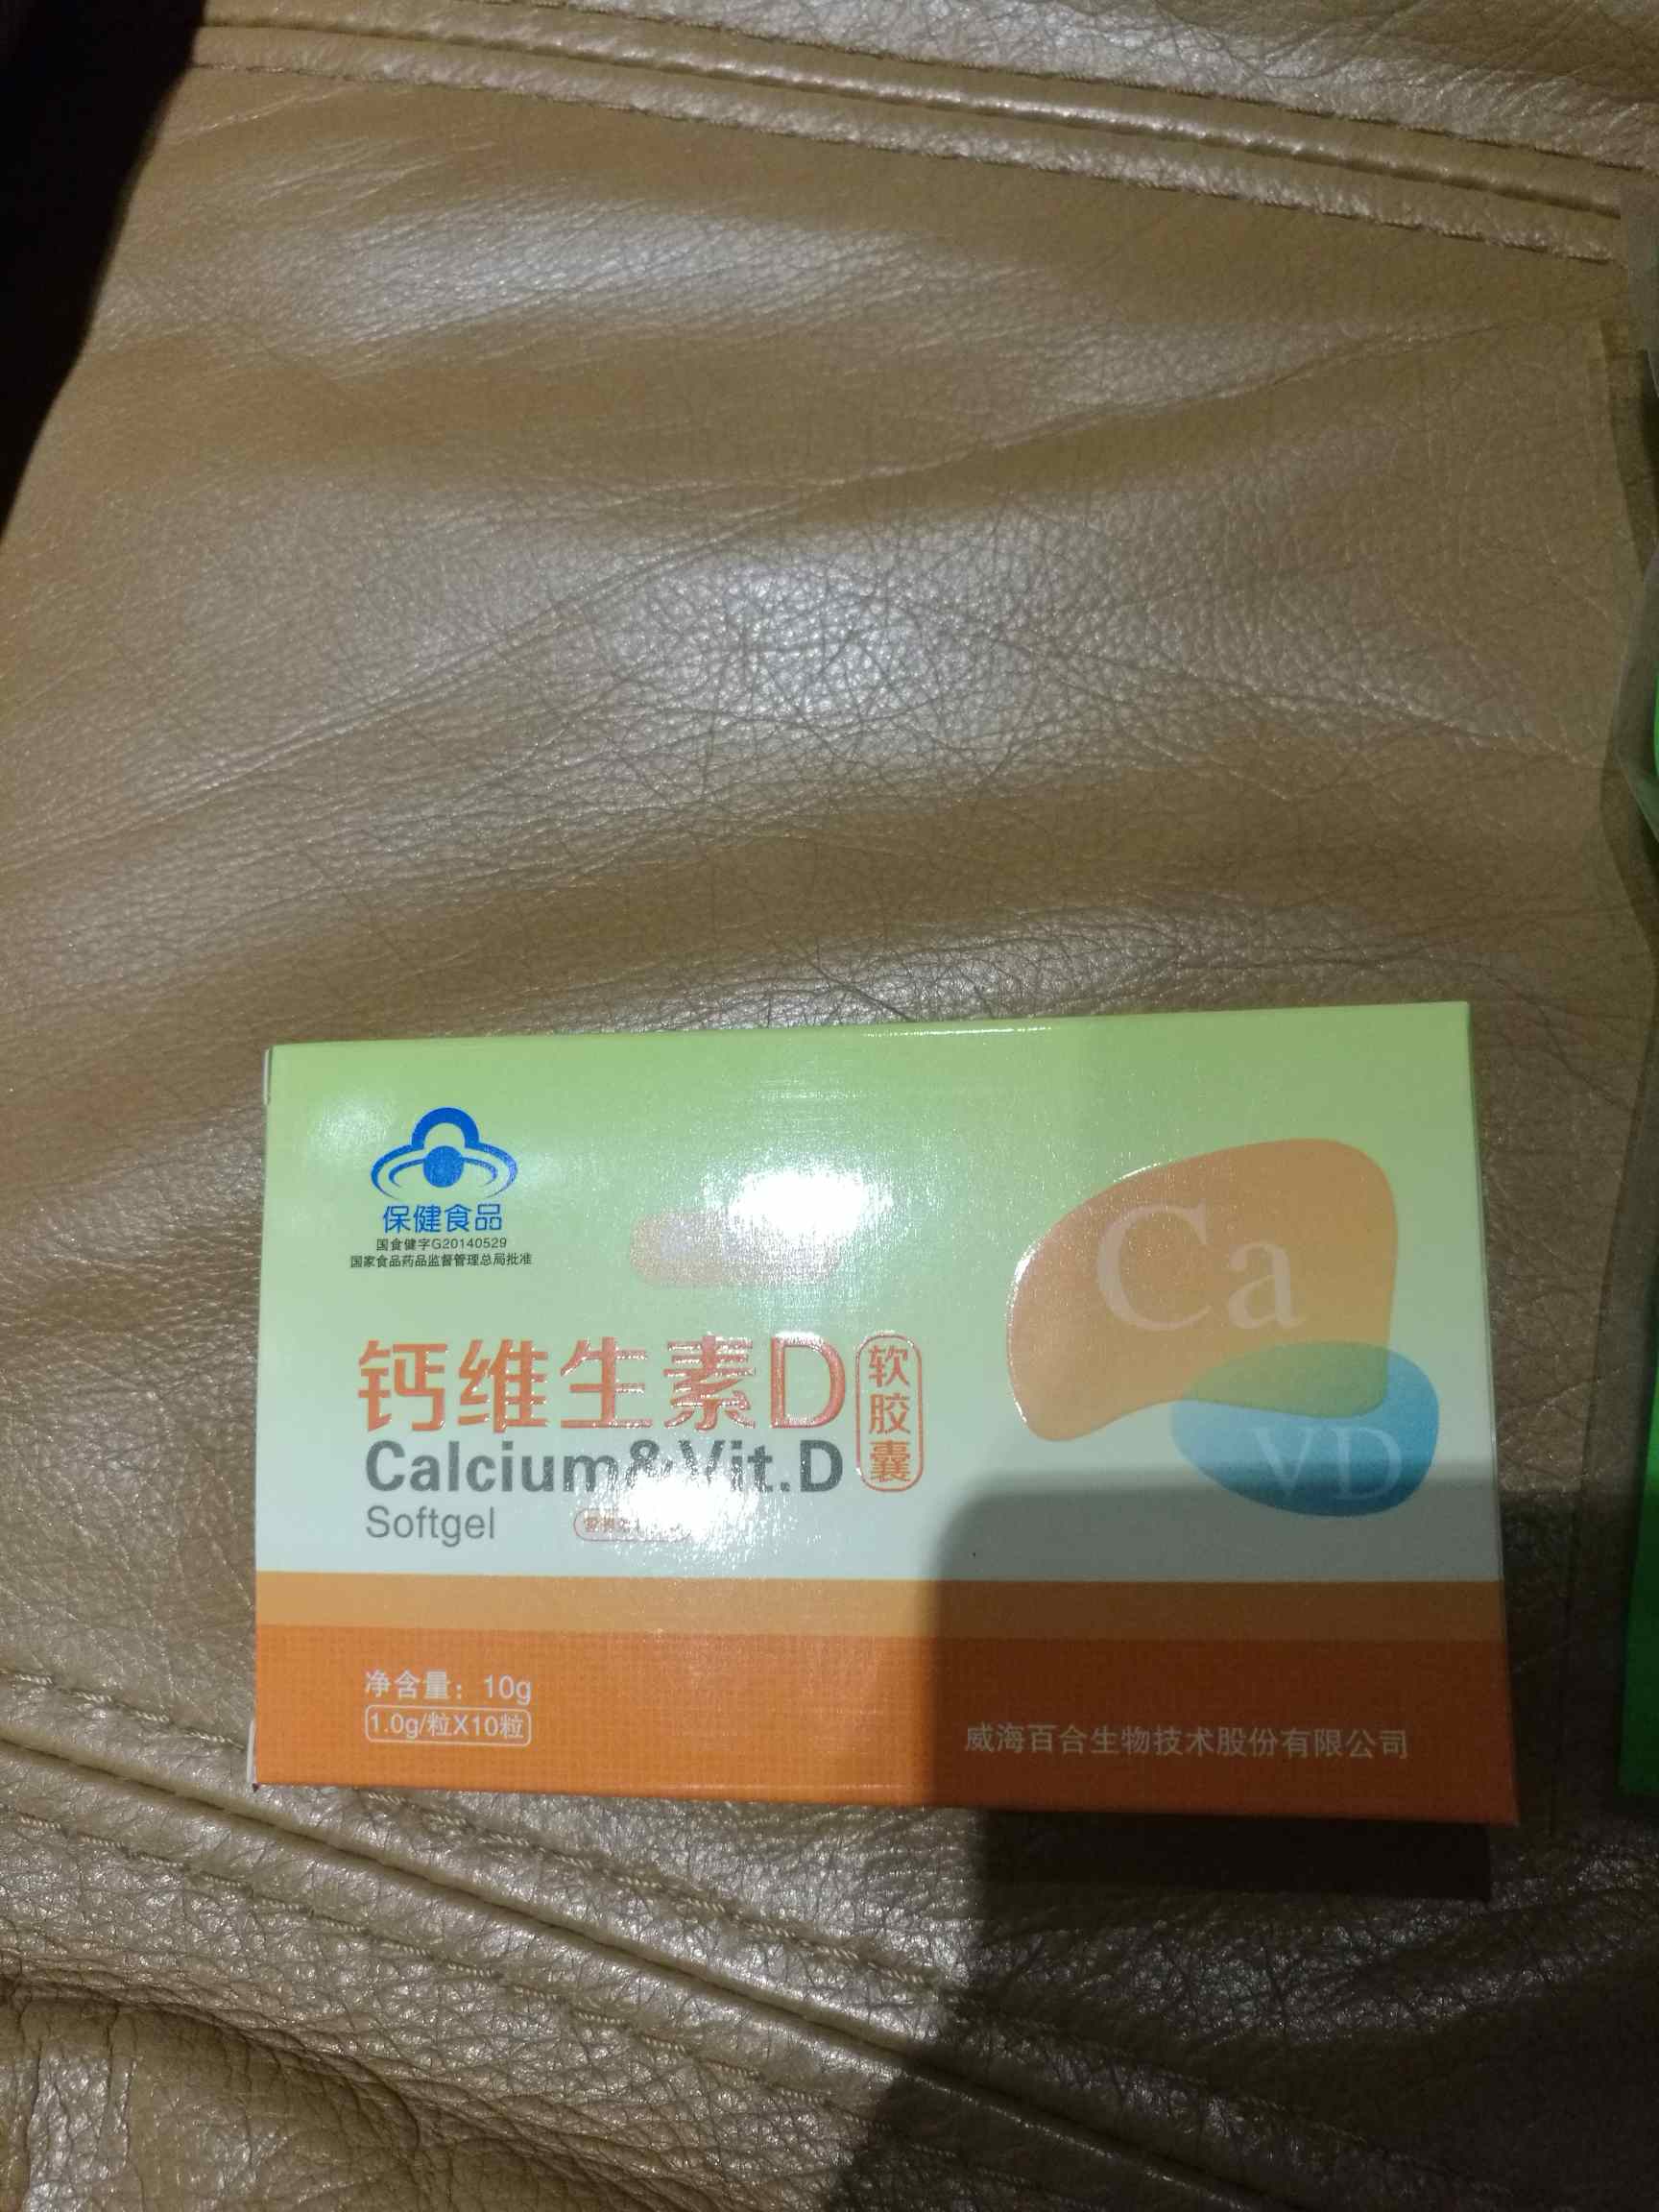 保健食品
国食健字G20140529
国家食品药品监督管理总局批准
Ca
VD
钙维生素D
软胶囊
Calcium&Vit.D
Softgel
净含量：10g
1.0g/粒X10粒
威海百合生物技术股份有限公司